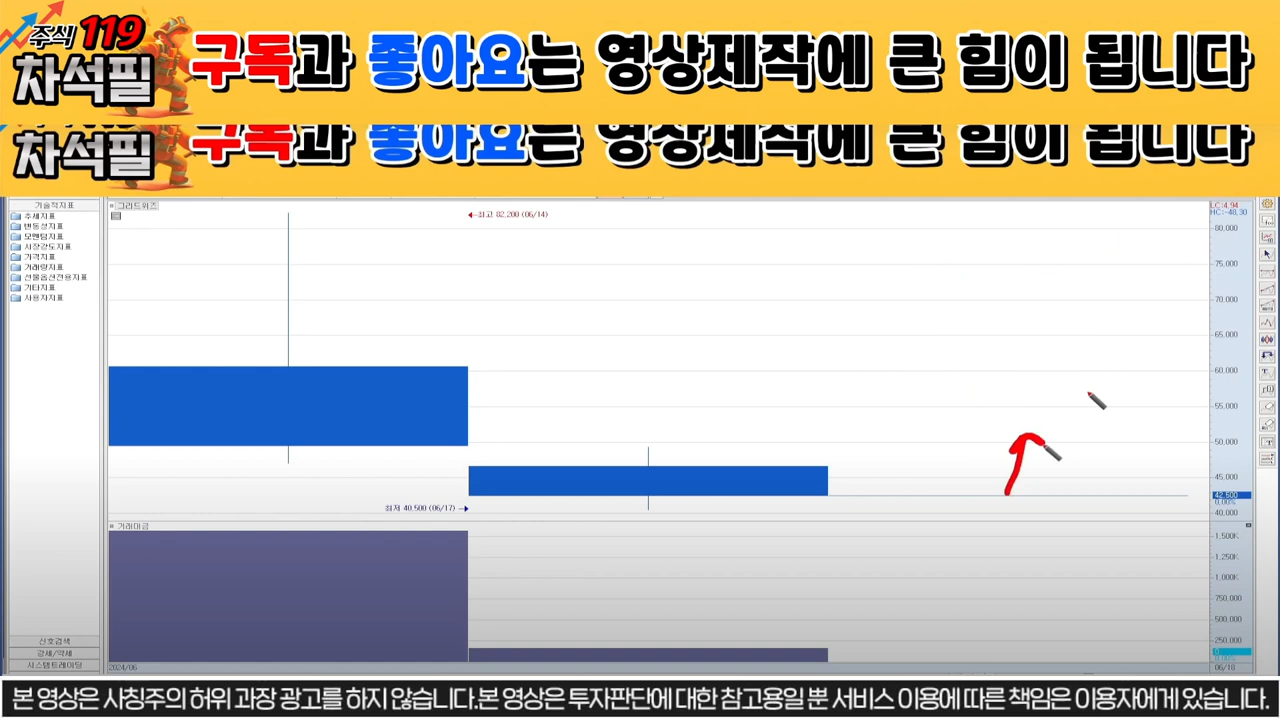 주식 119
차석필
구독과 좋아요는 영상제작에 큰 힘이 됩니다
차석필
구독과 좋아요는 영상제작에 큰 힘이 됩니다
기술적지표
추세지표
변동성지표
모멘텀지표
시장강도지표
가격지표
거래량지표
선물옵션전용지표
기타지표
사용자지표
신호검색
강세/약세
시스템트레이딩
그리드위즈
최고 82,200 (06/14)
최저 40,500 (06/17)
LC:4.94
HC:-48.30
80,000
75,000
70,000
65,000
60,000
55,000
50,000
45,000
42,500
0.00%
40,000
거래대금
1,500K
1,250K
1,000K
750,000
500,000
250,000
0
0.00%
2024/06
06/18
본 영상은 사칭주의 허위 과장 광고를 하지 않습니다.본 영상은 투자판단에 대한 참고용일 뿐 서비스 이용에 따른 책임은 이용자에게 있습니다.